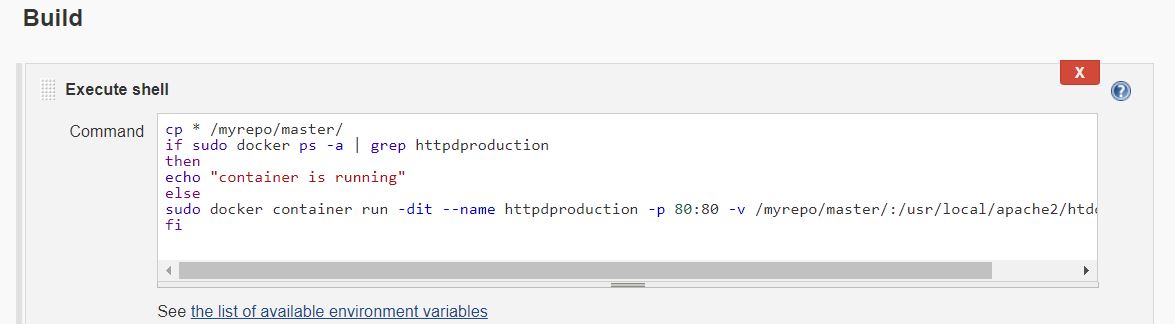 Build
Execute shell
X
?
Command
cp * /myrepo/master/
if sudo docker ps -a | grep httpdproduction
then
echo "container is running"
else
sudo docker container run -dit --name httpdproduction -p 80:80 -v /myrepo/master/:/usr/local/apache2/htd
fi
See the list of available environment variables